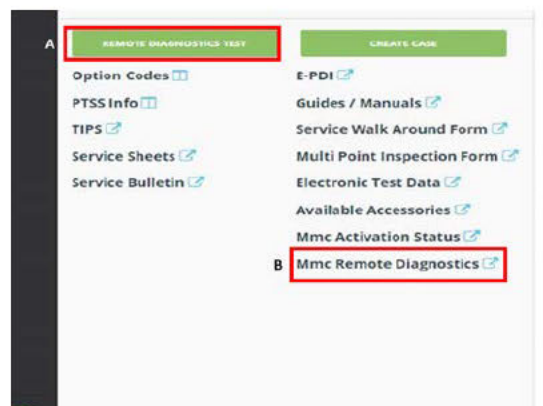 A
REMOTE DIAGNOSTICS TEST
CREATE CASE
Option Codes
PTSS Info
TIPS
Service Sheets
Service Bulletin
E-PDI
Guides / Manuals
Service Walk Around Form
Multi Point Inspection Form
Electronic Test Data
Available Accessories
Mmc Activation Status
B
Mmc Remote Diagnostics